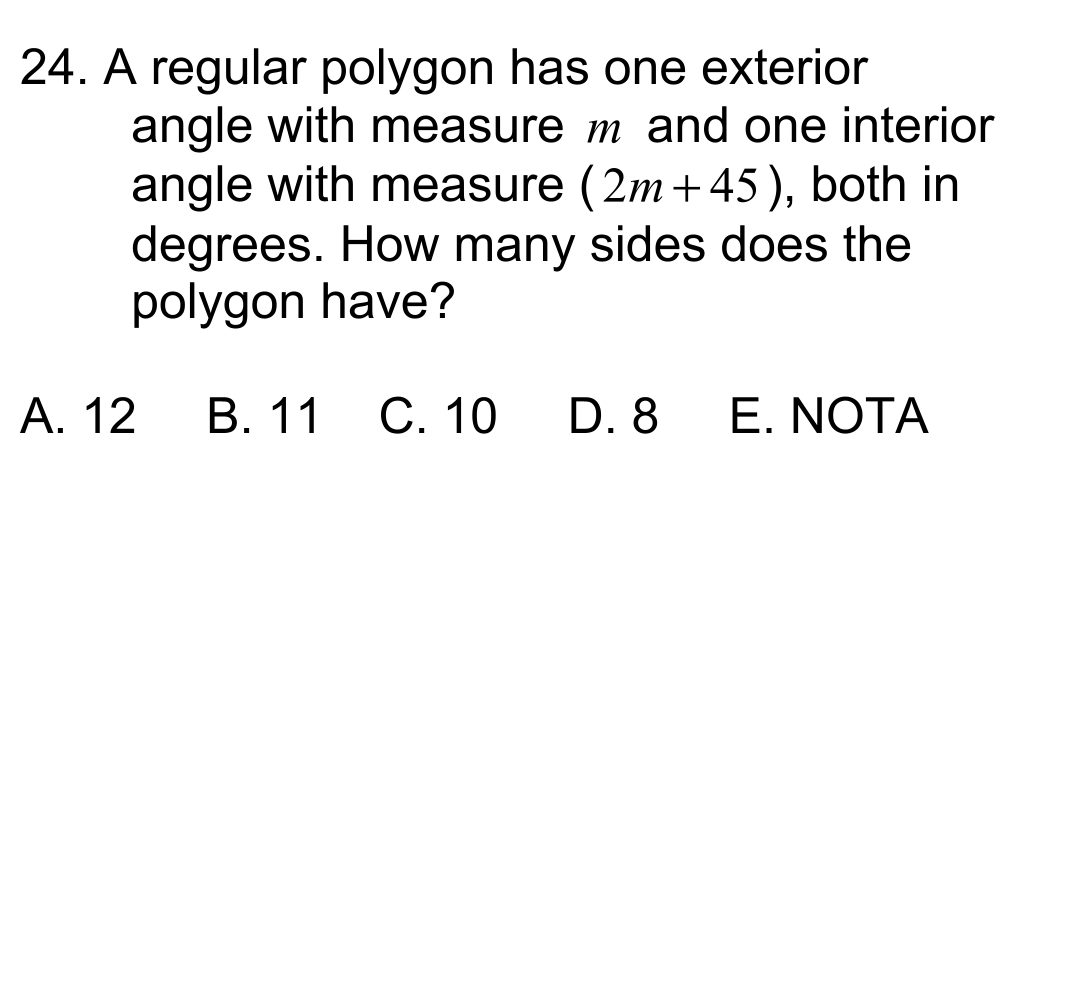 24. A regular polygon has one exterior
angle with measure m and one interior
angle with measure (2m+45), both in
degrees. How many sides does the
polygon have?
A. 12 B. 11 C. 10 D. 8 E. NOTA